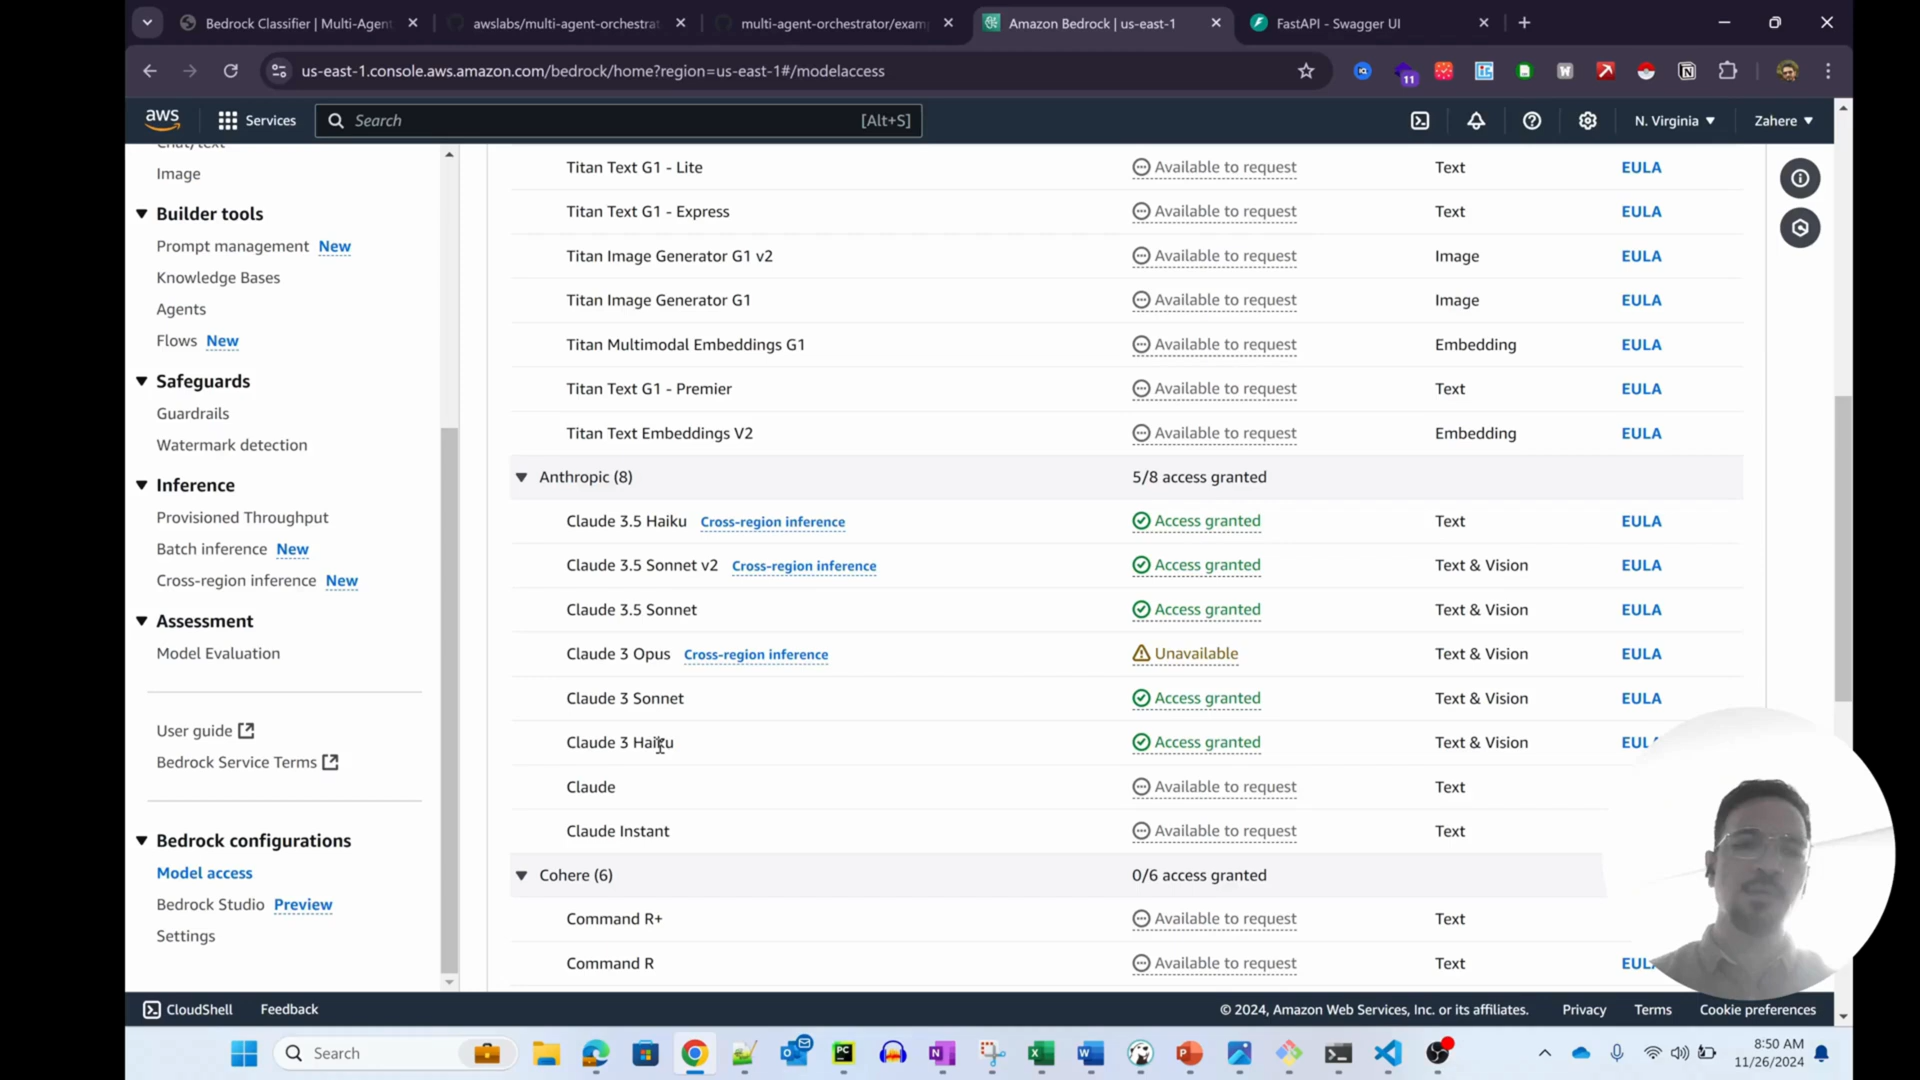 Bedrock Classifier | Multi-Agen
awslabs/multi-agent-orchestrat
multi-agent-orchestrator/exam
Amazon Bedrock | us-east-1
FastAPI - Swagger UI
us-east-1.console.aws.amazon.com/bedrock/home?region=us-east-1#/modelaccess
11
aws
Services
Search
[Alt+S]
N. Virginia
Zahere
Chat/text
Image
Builder tools
Prompt management New
Knowledge Bases
Agents
Flows New
Safeguards
Guardrails
Watermark detection
Inference
Provisioned Throughput
Batch inference New
Cross-region inference New
Assessment
Model Evaluation
User guide
Bedrock Service Terms
Bedrock configurations
Model access
Bedrock Studio Preview
Settings
Titan Text G1 - Lite Available to request Text EULA
Titan Text G1 - Express Available to request Text EULA
Titan Image Generator G1 v2 Available to request Image EULA
Titan Image Generator G1 Available to request Image EULA
Titan Multimodal Embeddings G1 Available to request Embedding EULA
Titan Text G1 - Premier Available to request Text EULA
Titan Text Embeddings V2 Available to request Embedding EULA
Anthropic (8) 5/8 access granted
Claude 3.5 Haiku Cross-region inference Access granted Text EULA
Claude 3.5 Sonnet v2 Cross-region inference Access granted Text & Vision EULA
Claude 3.5 Sonnet Access granted Text & Vision EULA
Claude 3 Opus Cross-region inference Unavailable Text & Vision EULA
Claude 3 Sonnet Access granted Text & Vision EULA
Claude 3 Haiku Access granted Text & Vision EUL
Claude Available to request Text
Claude Instant Available to request Text
Cohere (6) 0/6 access granted
Command R+ Available to request Text
Command R Available to request Text EUL
CloudShell
Feedback
© 2024, Amazon Web Services, Inc. or its affiliates.
Privacy
Terms
Cookie preferences
Search
8:50 AM
11/26/2024